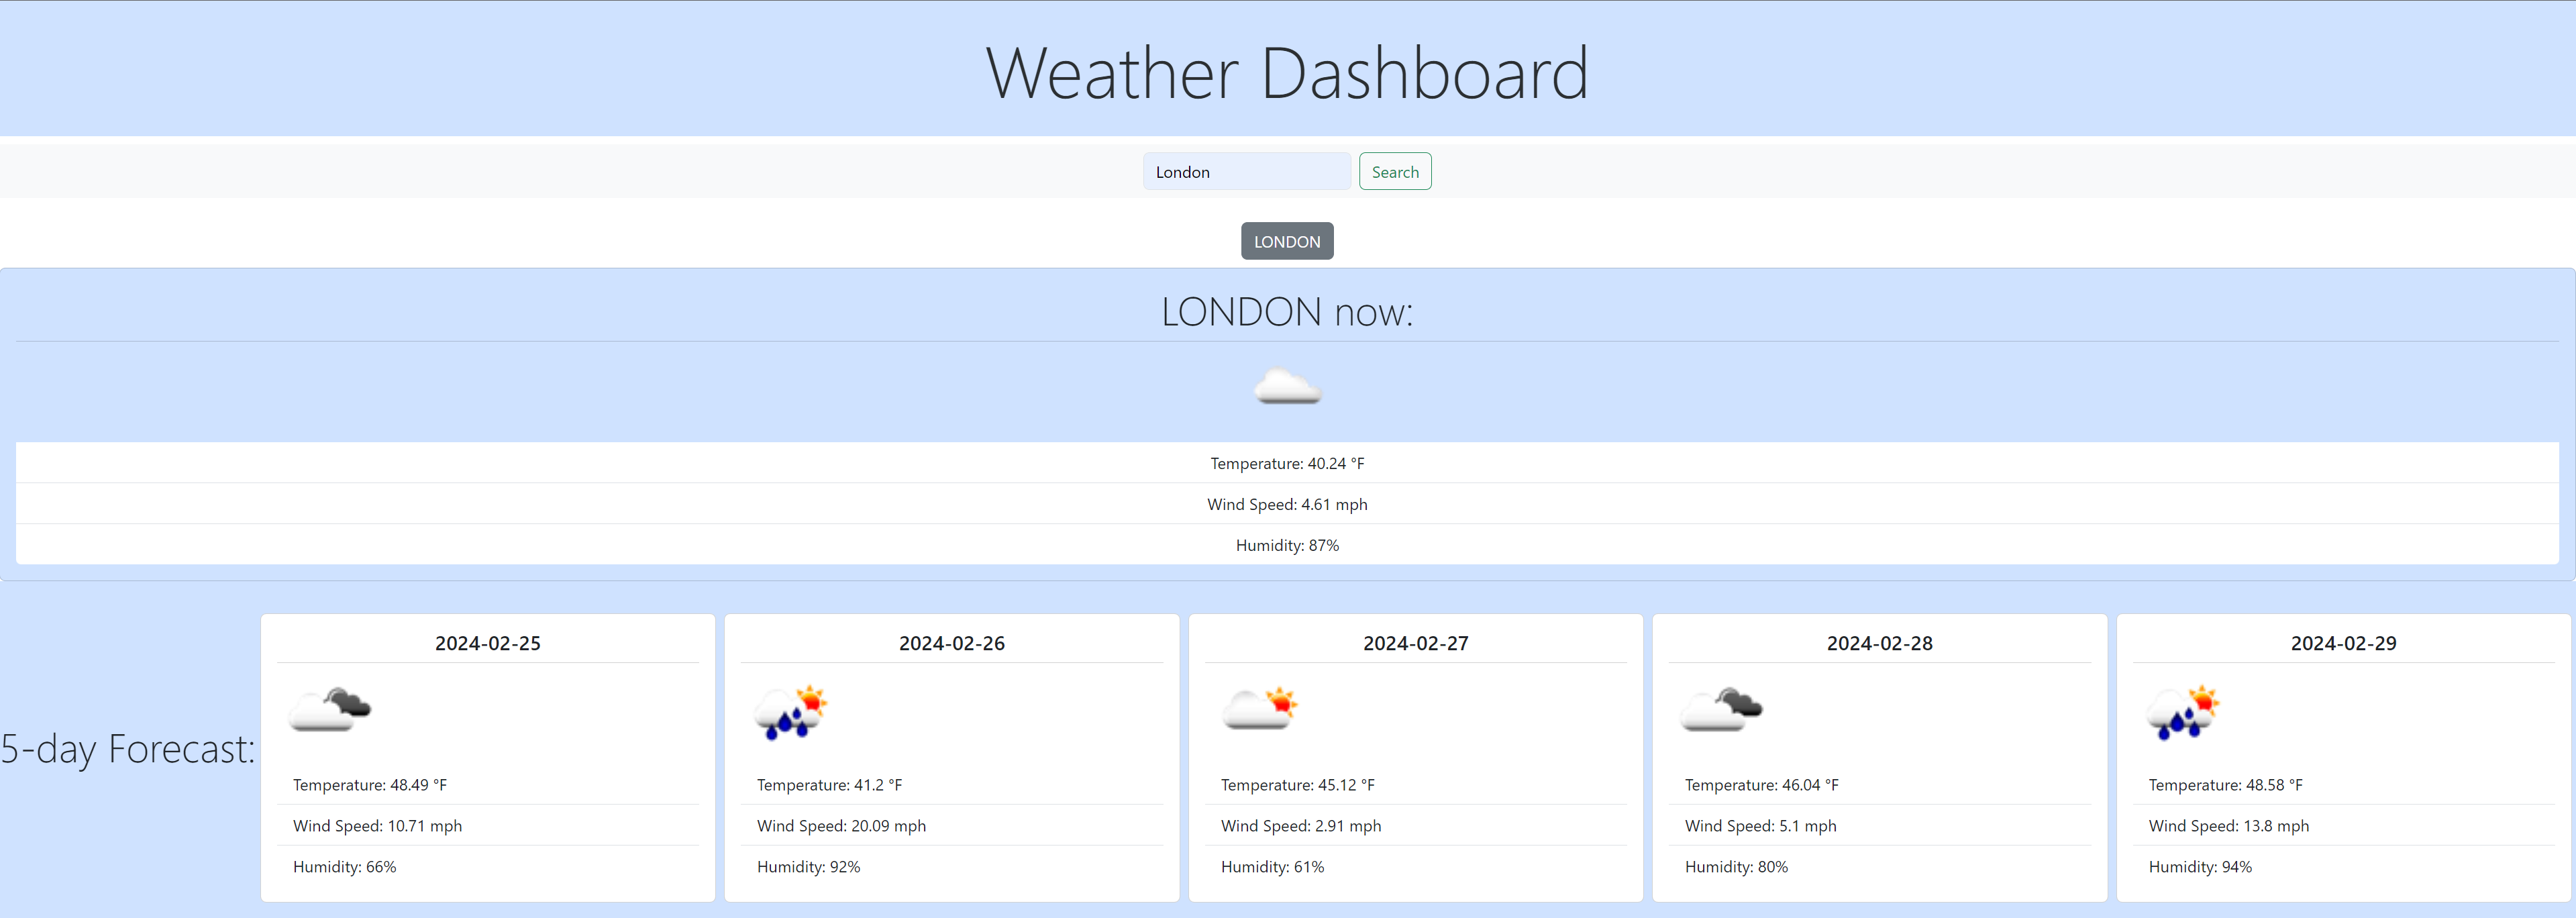 Weather Dashboard
London
Search
LONDON
LONDON now:
Temperature: 40.24 °F
Wind Speed: 4.61 mph
Humidity: 87%
5-day Forecast:
2024-02-25
Temperature: 48.49 °F
Wind Speed: 10.71 mph
Humidity: 66%
2024-02-26
Temperature: 41.2 °F
Wind Speed: 20.09 mph
Humidity: 92%
2024-02-27
Temperature: 45.12 °F
Wind Speed: 2.91 mph
Humidity: 61%
2024-02-28
Temperature: 46.04 °F
Wind Speed: 5.1 mph
Humidity: 80%
2024-02-29
Temperature: 48.58 °F
Wind Speed: 13.8 mph
Humidity: 94%